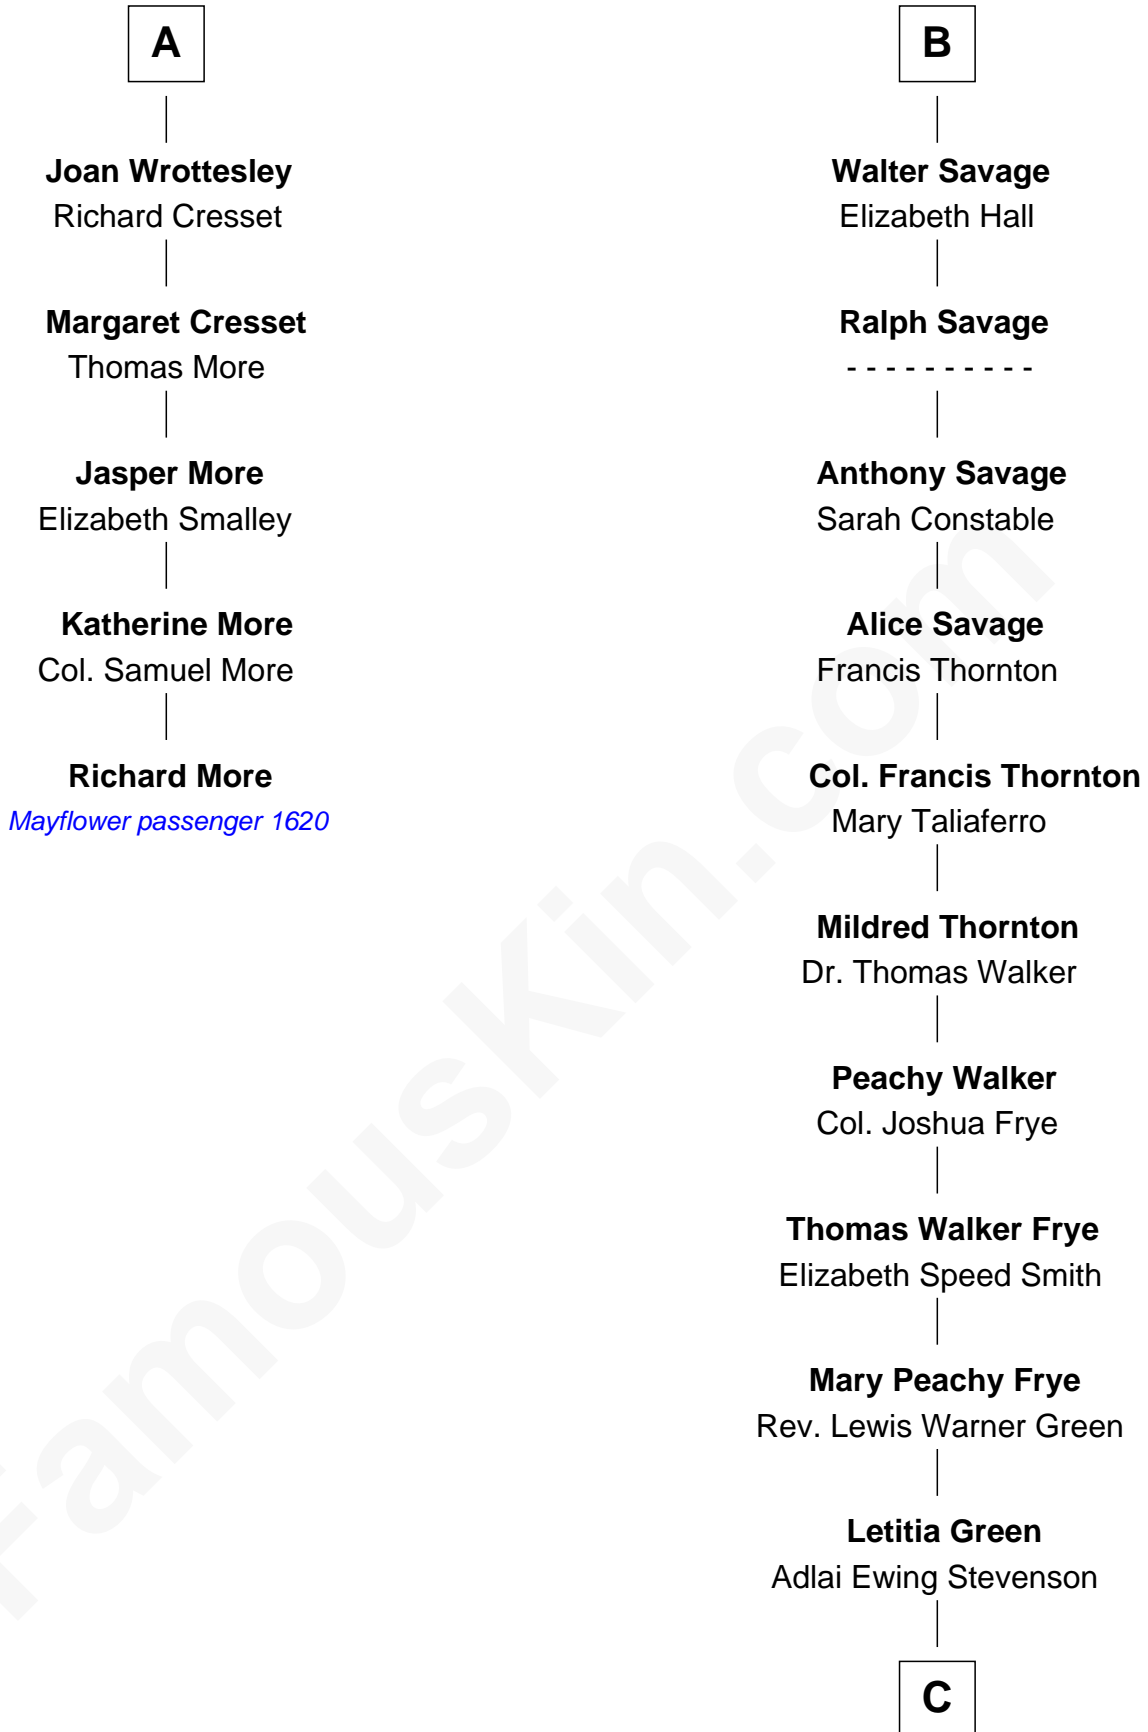 A
Joan Wrottesley
Richard Cresset
Margaret Cresset
Thomas More
Jasper More
Elizabeth Smalley
Katherine More
Col. Samuel More
Richard More
Mayflower passenger 1620
B
Walter Savage
Elizabeth Hall
Ralph Savage
- - - - - - - - - -
Anthony Savage
Sarah Constable
Alice Savage
Francis Thornton
Col. Francis Thornton
Mary Taliaferro
Mildred Thornton
Dr. Thomas Walker
Peachy Walker
Col. Joshua Frye
Thomas Walker Frye
Elizabeth Speed Smith
Mary Peachy Frye
Rev. Lewis Warner Green
Letitia Green
Adlai Ewing Stevenson
C
FamousKin.com